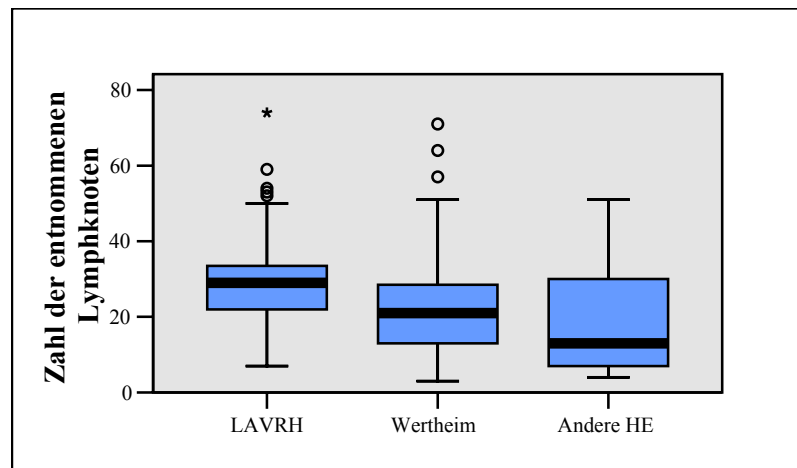 Zahl der entnommenen
Lymphknoten
80
60
40
20
0
LAVRH Wertheim Andere HE